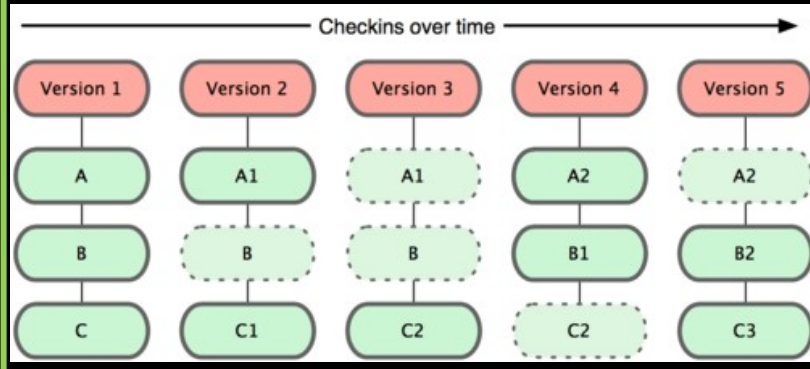 Checkins over time
Version 1 Version 2 Version 3 Version 4 Version 5
A A1 A1 A2 A2
B B B B1 B2
C C1 C2 C2 C3